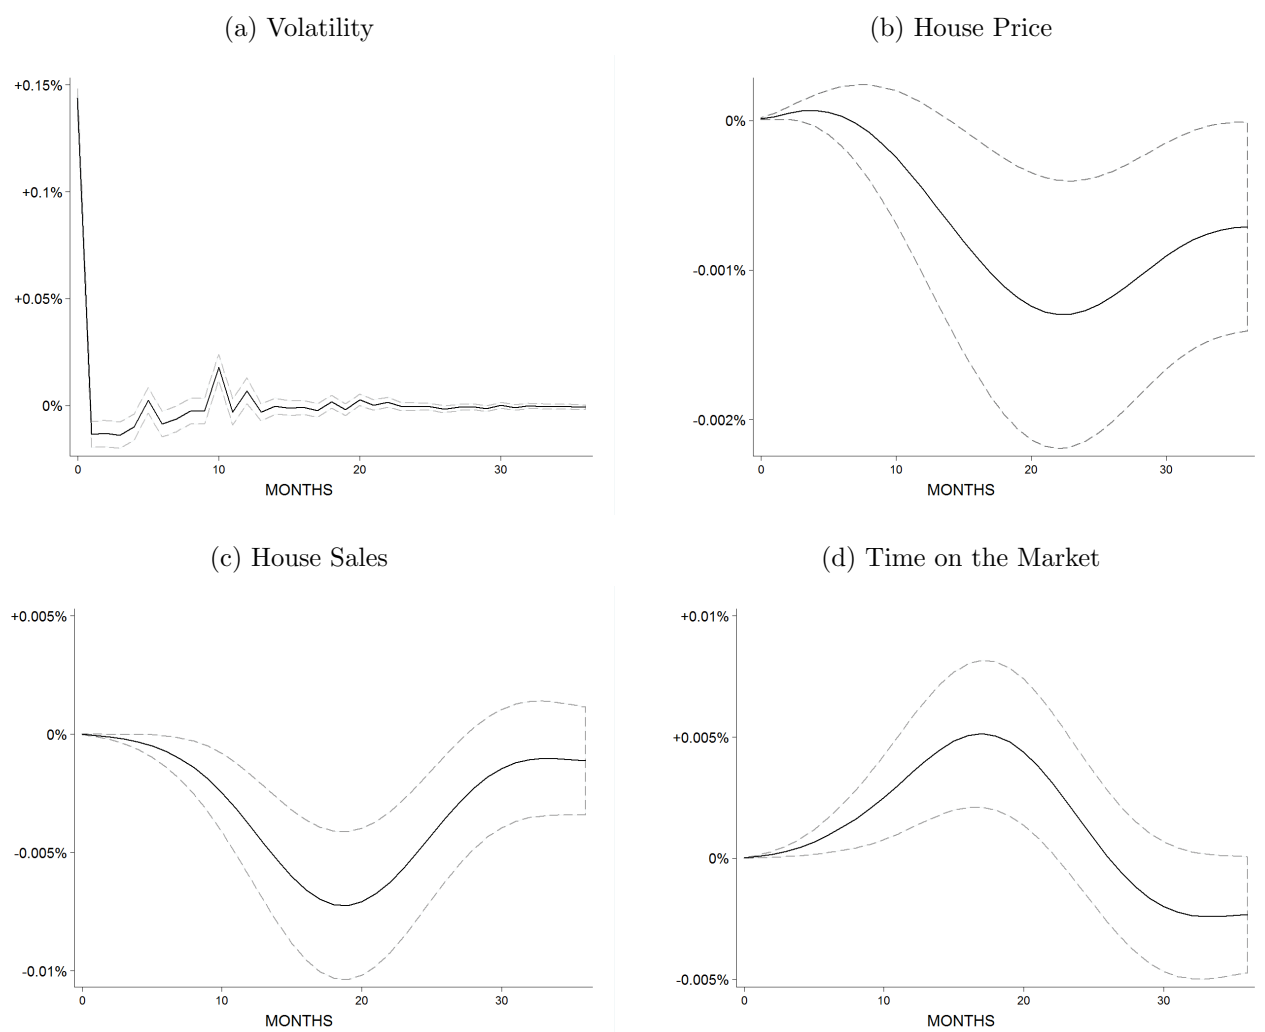 (a) Volatility
+0.15%
+0.1%
+0.05%
0%
0 10 20 30
MONTHS
(b) House Price
0%
-0.001%
-0.002%
0 10 20 30
MONTHS
(c) House Sales
+0.005%
0%
-0.005%
-0.01%
0 10 20 30
MONTHS
(d) Time on the Market
+0.01%
+0.005%
0%
-0.005%
0 10 20 30
MONTHS